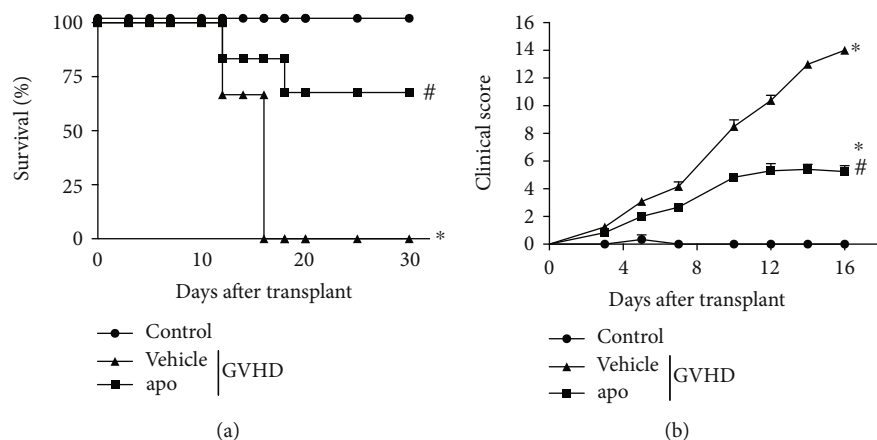 100
75
50
25
0
Survival (%)
#
*
0 10 20 30
Days after transplant
Control
Vehicle
apo
GVHD
(a)
16
14
12
10
8
6
4
2
0
Clinical score
*
*
#
0 4 8 12 16
Days after transplant
Control
Vehicle
apo
GVHD
(b)